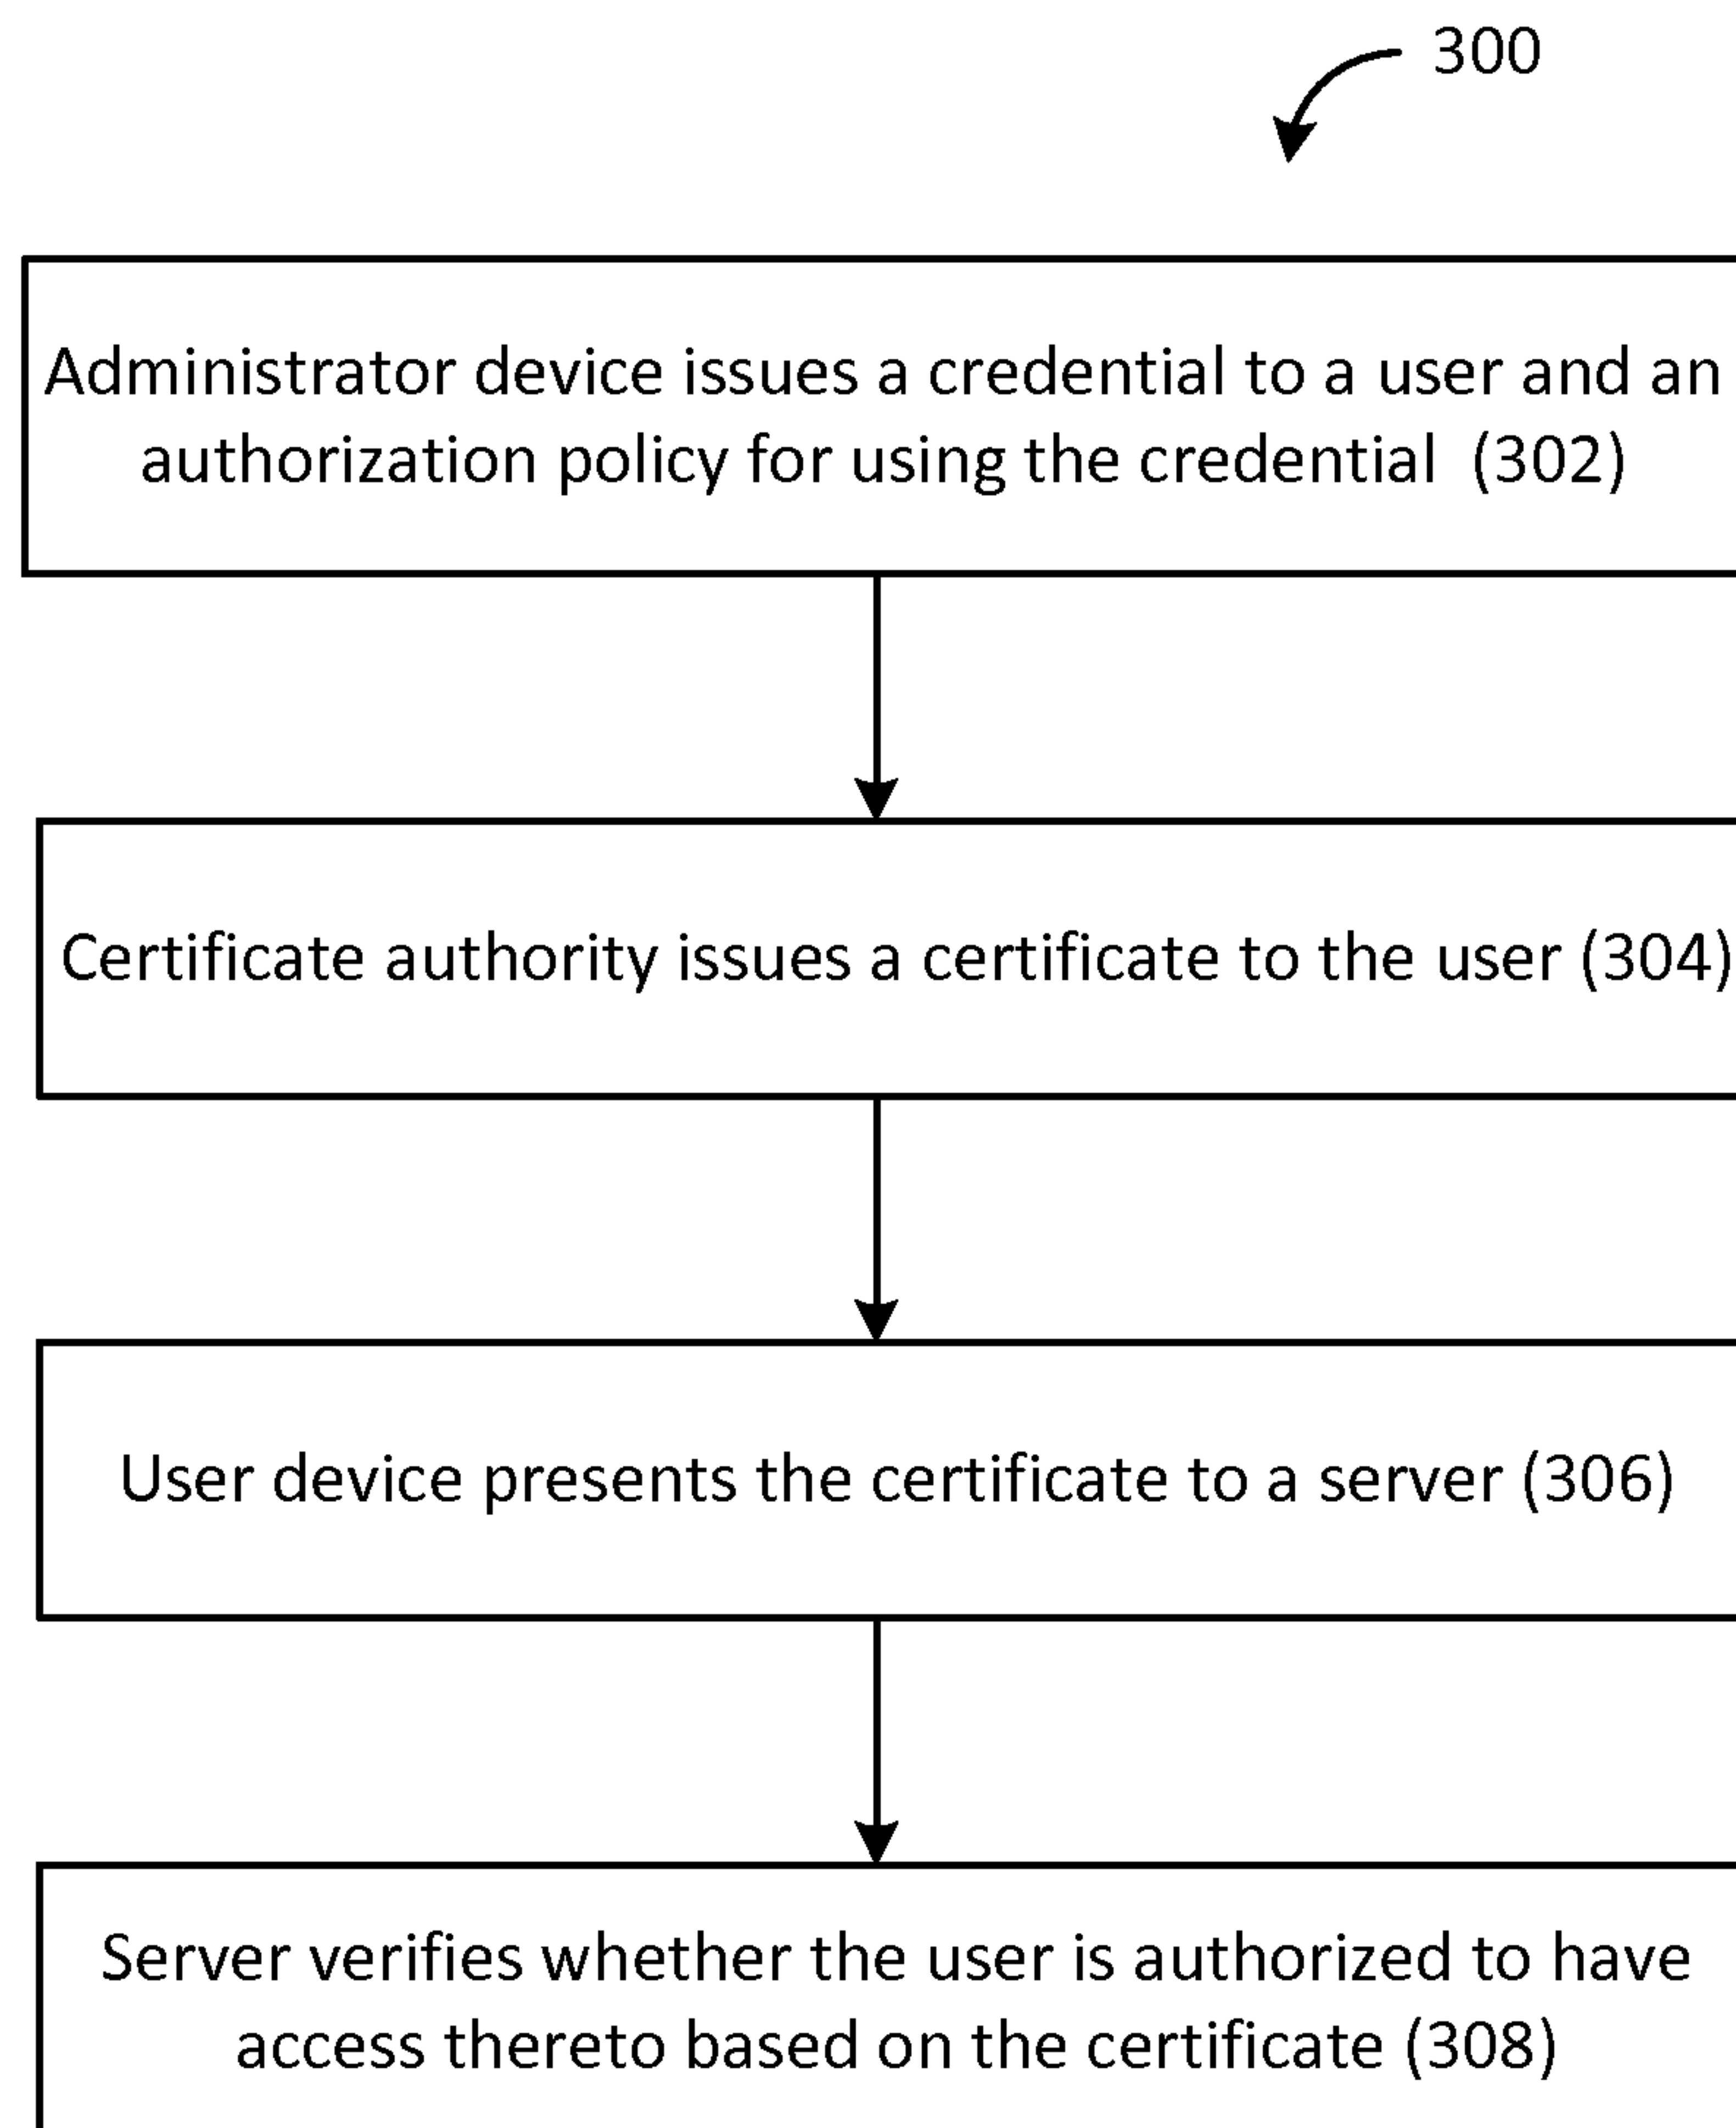 300
Administrator device issues a credential to a user and an
authorization policy for using the credential (302)
Certificate authority issues a certificate to the user (304)
User device presents the certificate to a server (306)
Server verifies whether the user is authorized to have
access thereto based on the certificate (308)